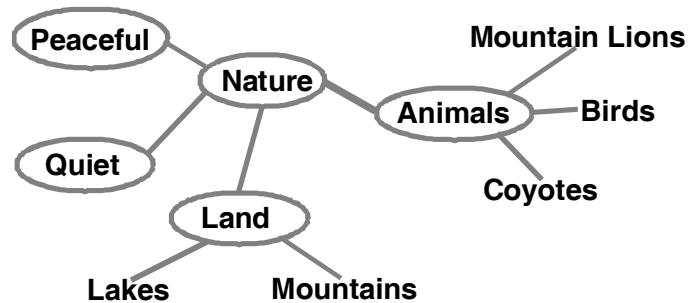 Peaceful
Mountain Lions
Nature
Animals
Birds
Quiet
Coyotes
Land
Lakes
Mountains